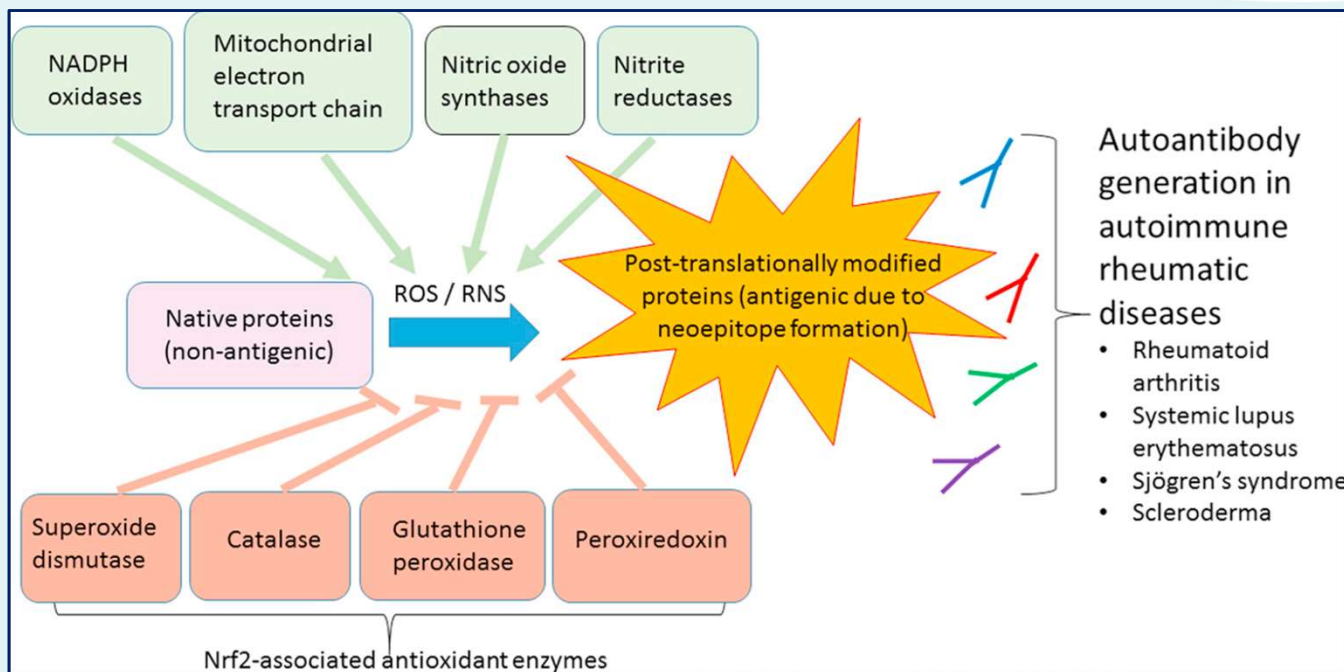 NADPH
oxidases
Mitochondrial
electron
transport chain
Nitric oxide
synthases
Nitrite
reductases
ROS / RNS
Native proteins
(non-antigenic)
Post-translationally modified
proteins (antigenic due to
neoepitope formation)
Autoantibody
generation in
autoimmune
rheumatic
diseases
• Rheumatoid
arthritis
• Systemic lupus
erythematosus
• Sjögren’s syndrome
• Scleroderma
Superoxide
dismutase
Catalase
Glutathione
peroxidase
Peroxiredoxin
Nrf2-associated antioxidant enzymes